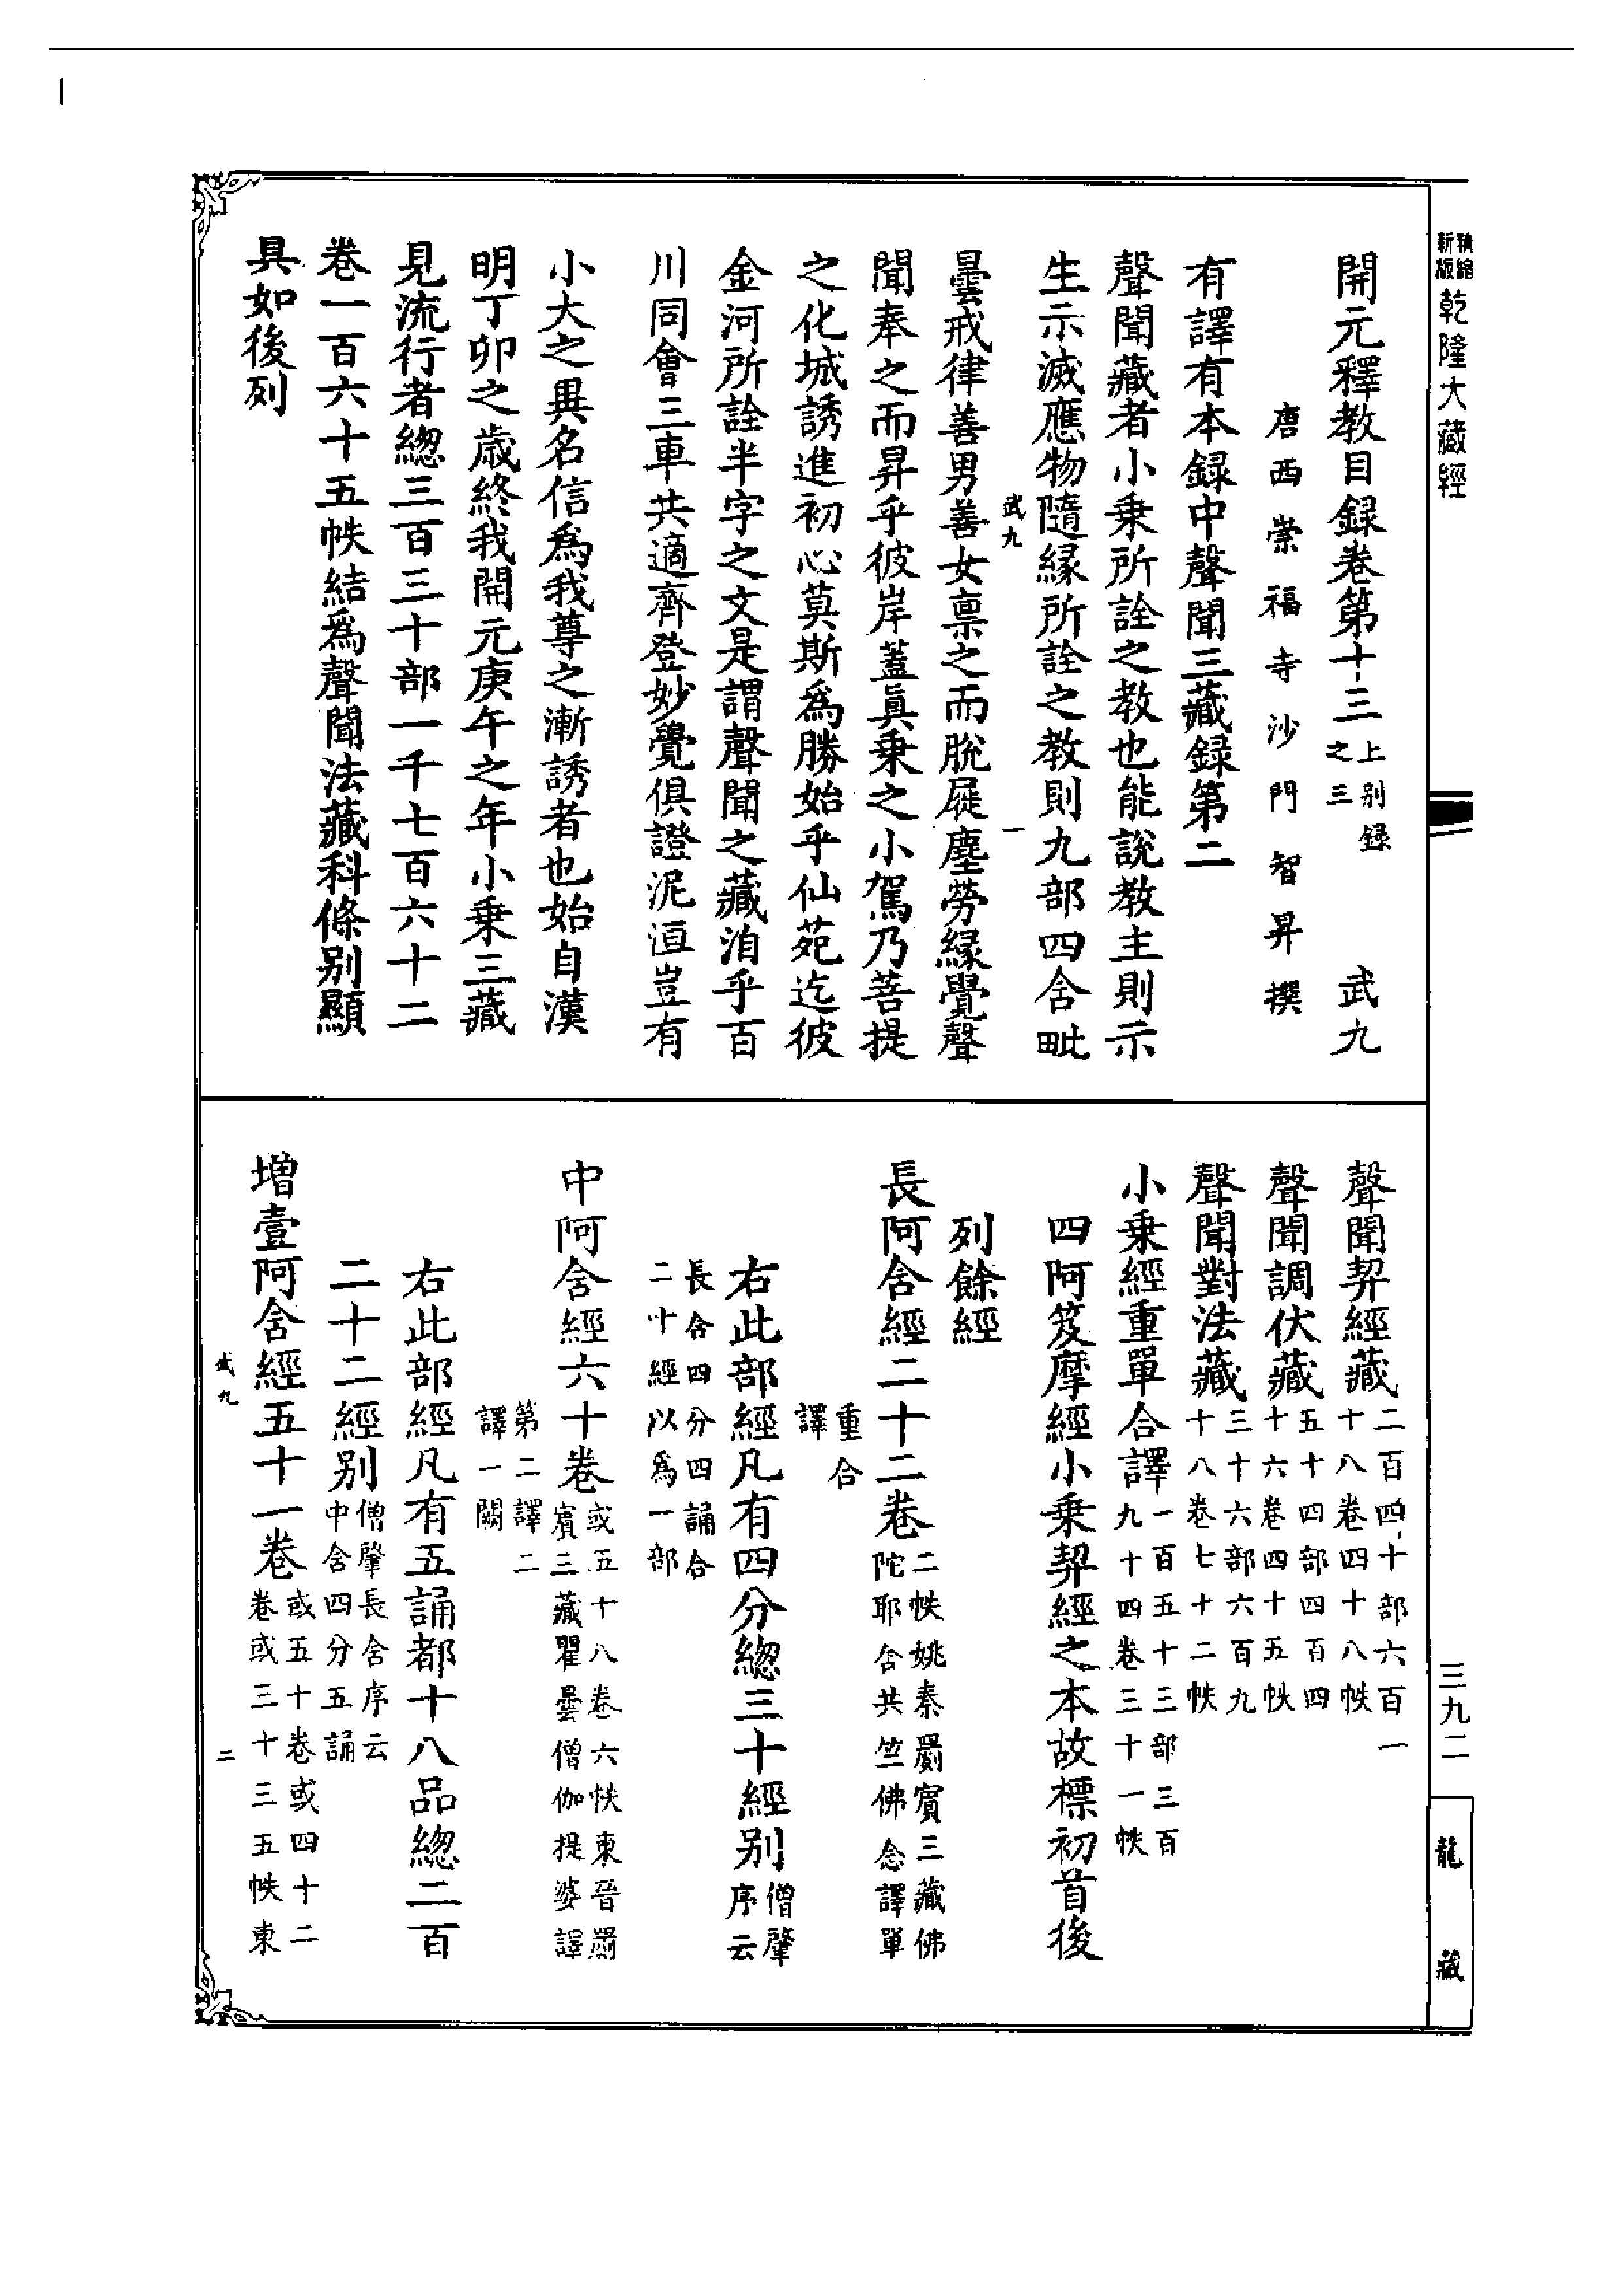 精縮新版乾隆大藏經
開元釋教目録卷第十三上别録之三 武九
唐西崇福寺沙門智昇撰
有譯有本録中聲聞三藏録第二
聲聞藏者小乗所詮之教也能說教主則示
生示滅應物隨縁所詮之教則九部四含毗
武九 一
曇戒律善男善女禀之而脫屣塵勞縁覺聲
聞奉之而昇乎彼岸蓋眞乗之小駕乃菩提
之化城誘進初心莫斯爲勝始乎仙苑迄彼
金河所詮半字之文是謂聲聞之藏洎乎百
川同會三車共適齊登妙覺俱證泥洹豈有
小大之異名信爲我尊之漸誘者也始自漢
明丁卯之歳終我開元庚午之年小乗三藏
見流行者總三百三十部一千七百六十二
卷一百六十五帙結爲聲聞法藏科條别顯
具如後列
聲聞契經藏二百四十部六百一十八卷四十八帙
聲聞調伏藏五十四部四百四十六卷四十五帙
聲聞對法藏三十六部六百九十八卷七十二帙
小乗經重單合譯一百五十三部三百九十四卷三十一帙
四阿笈摩經小乗契經之本故標初首後
列餘經
長阿含經二十二卷二帙姚秦罽賓三藏佛陀耶舍共竺佛念譯單
重合譯
右此部經凡有四分總三十經别僧肇序云
長含四分四誦合二十經以爲一部
中阿含經六十卷或五十八卷六帙東晉罽賓三藏瞿曇僧伽提婆譯
第二譯二譯一闕
右此部經凡有五誦都十八品總二百
二十二經别僧肇長含序云中含四分五誦
増壹阿含經五十一卷或五十卷或四十二卷或三十三五帙東
武九 二
三九二
龍藏